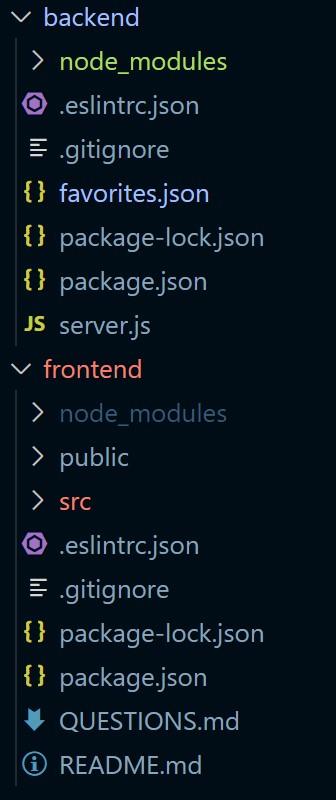 backend
node_modules
.eslintrc.json
.gitignore
{} favorites.json
{} package-lock.json
{} package.json
JS server.js
frontend
node_modules
public
src
.eslintrc.json
.gitignore
{} package-lock.json
{} package.json
QUESTIONS.md
README.md